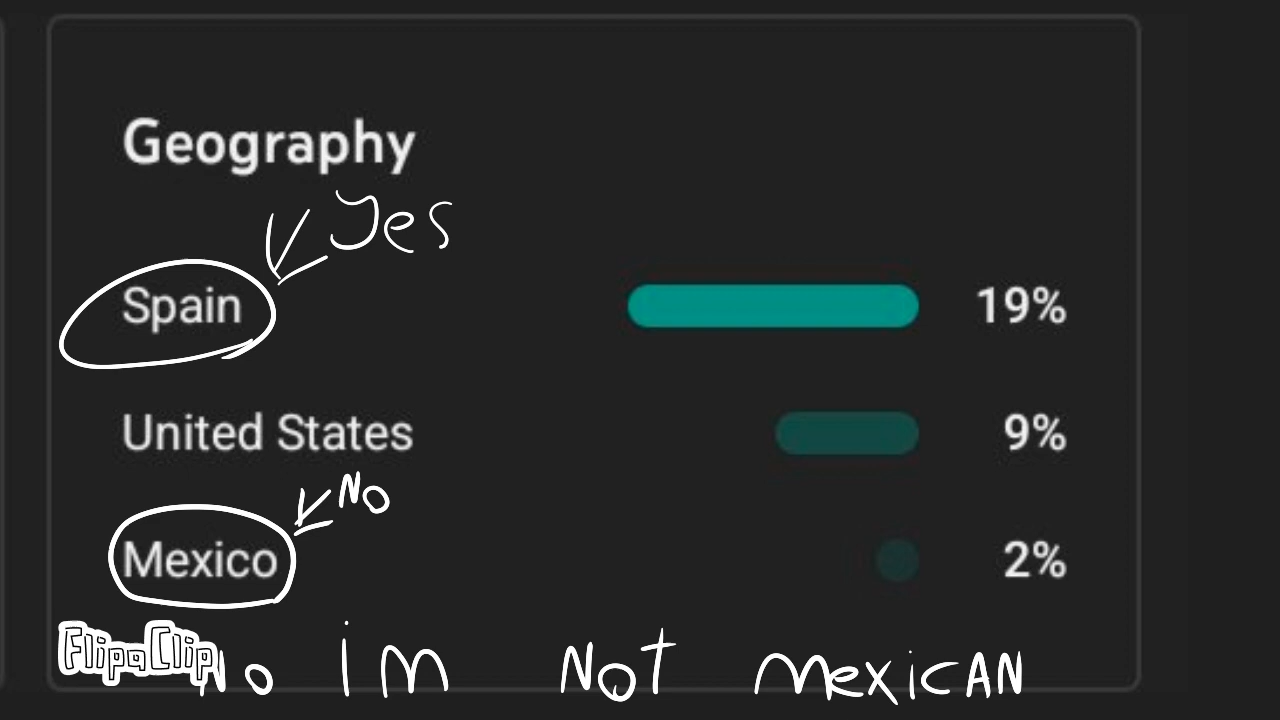 Geography
Yes
Spain 19%
United States 9%
No
Mexico 2%
FlipaClip
No im NOT mexicAN